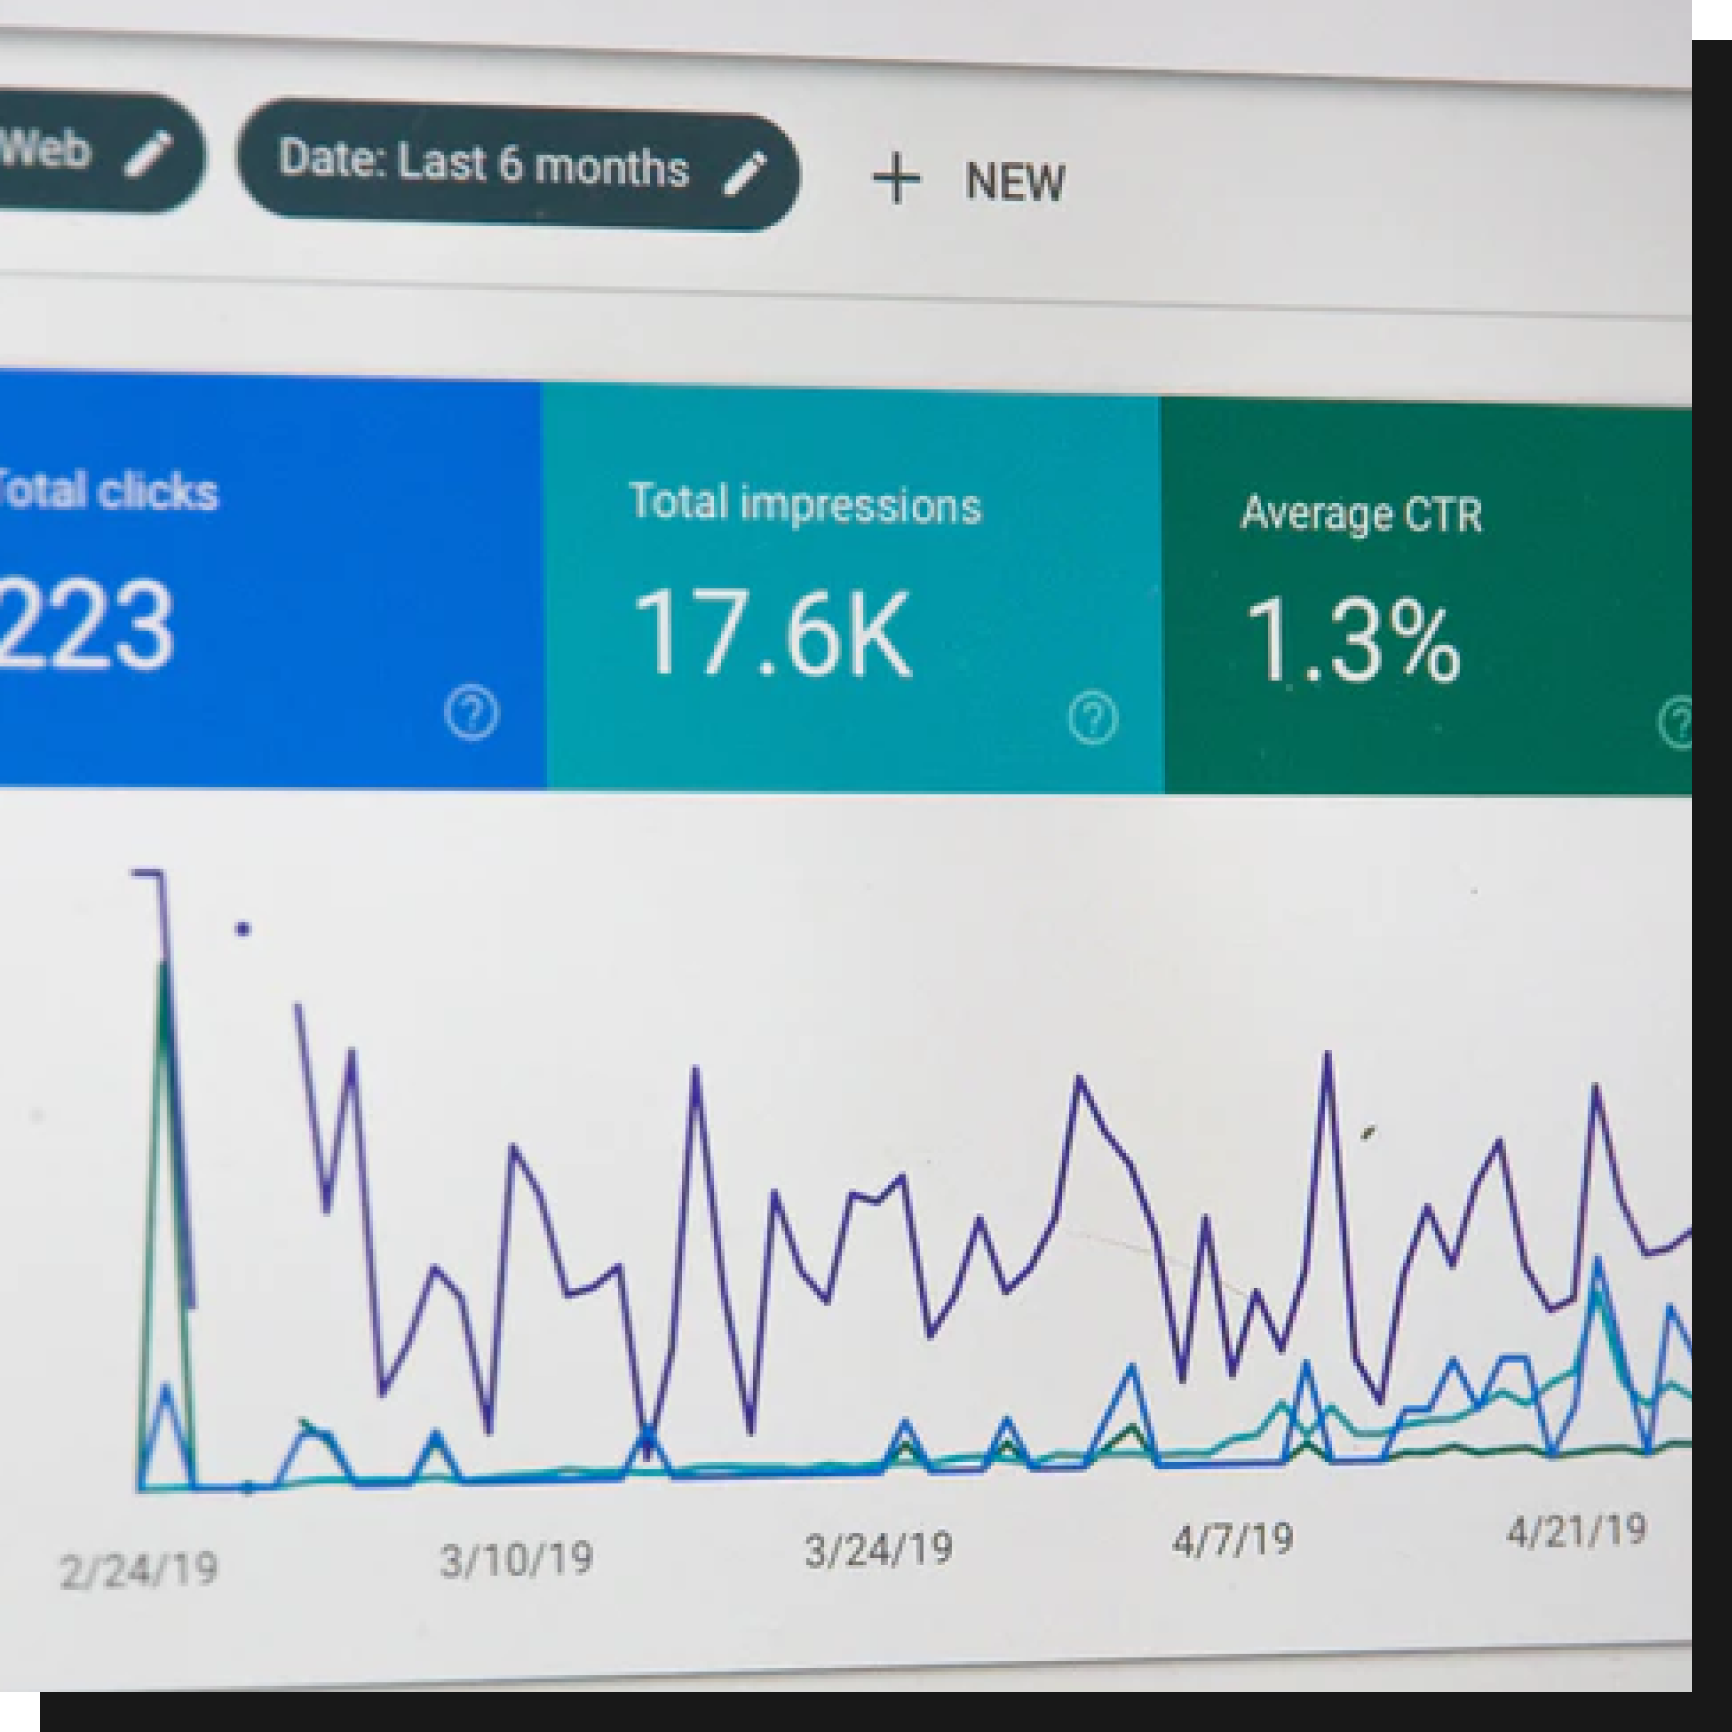 Web
Date: Last 6 months
+ NEW
Total clicks
Total impressions
Average CTR
223
17.6K
1.3%
?
?
?
2/24/19
3/10/19
3/24/19
4/7/19
4/21/19